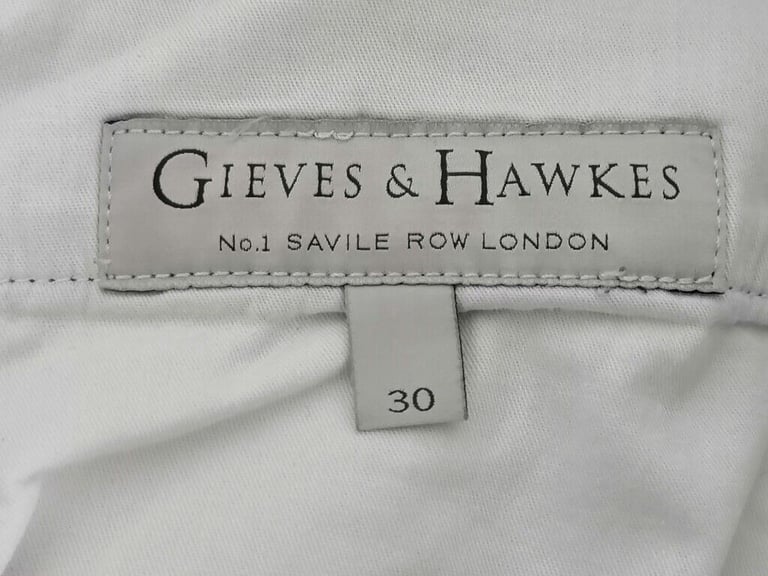 GIEVES & HAWKES
No.1 SAVILE ROW LONDON
30